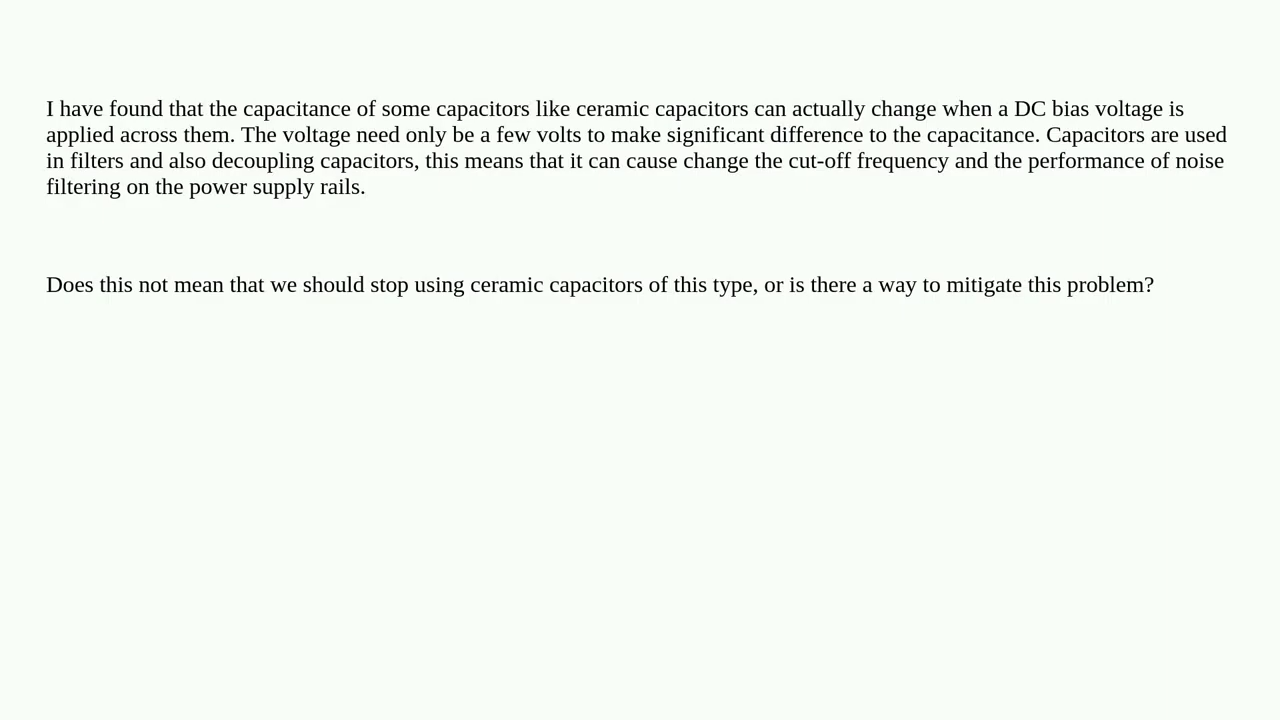 I have found that the capacitance of some capacitors like ceramic capacitors can actually change when a DC bias voltage is
applied across them. The voltage need only be a few volts to make significant difference to the capacitance. Capacitors are used
in filters and also decoupling capacitors, this means that it can cause change the cut-off frequency and the performance of noise
filtering on the power supply rails.
Does this not mean that we should stop using ceramic capacitors of this type, or is there a way to mitigate this problem?